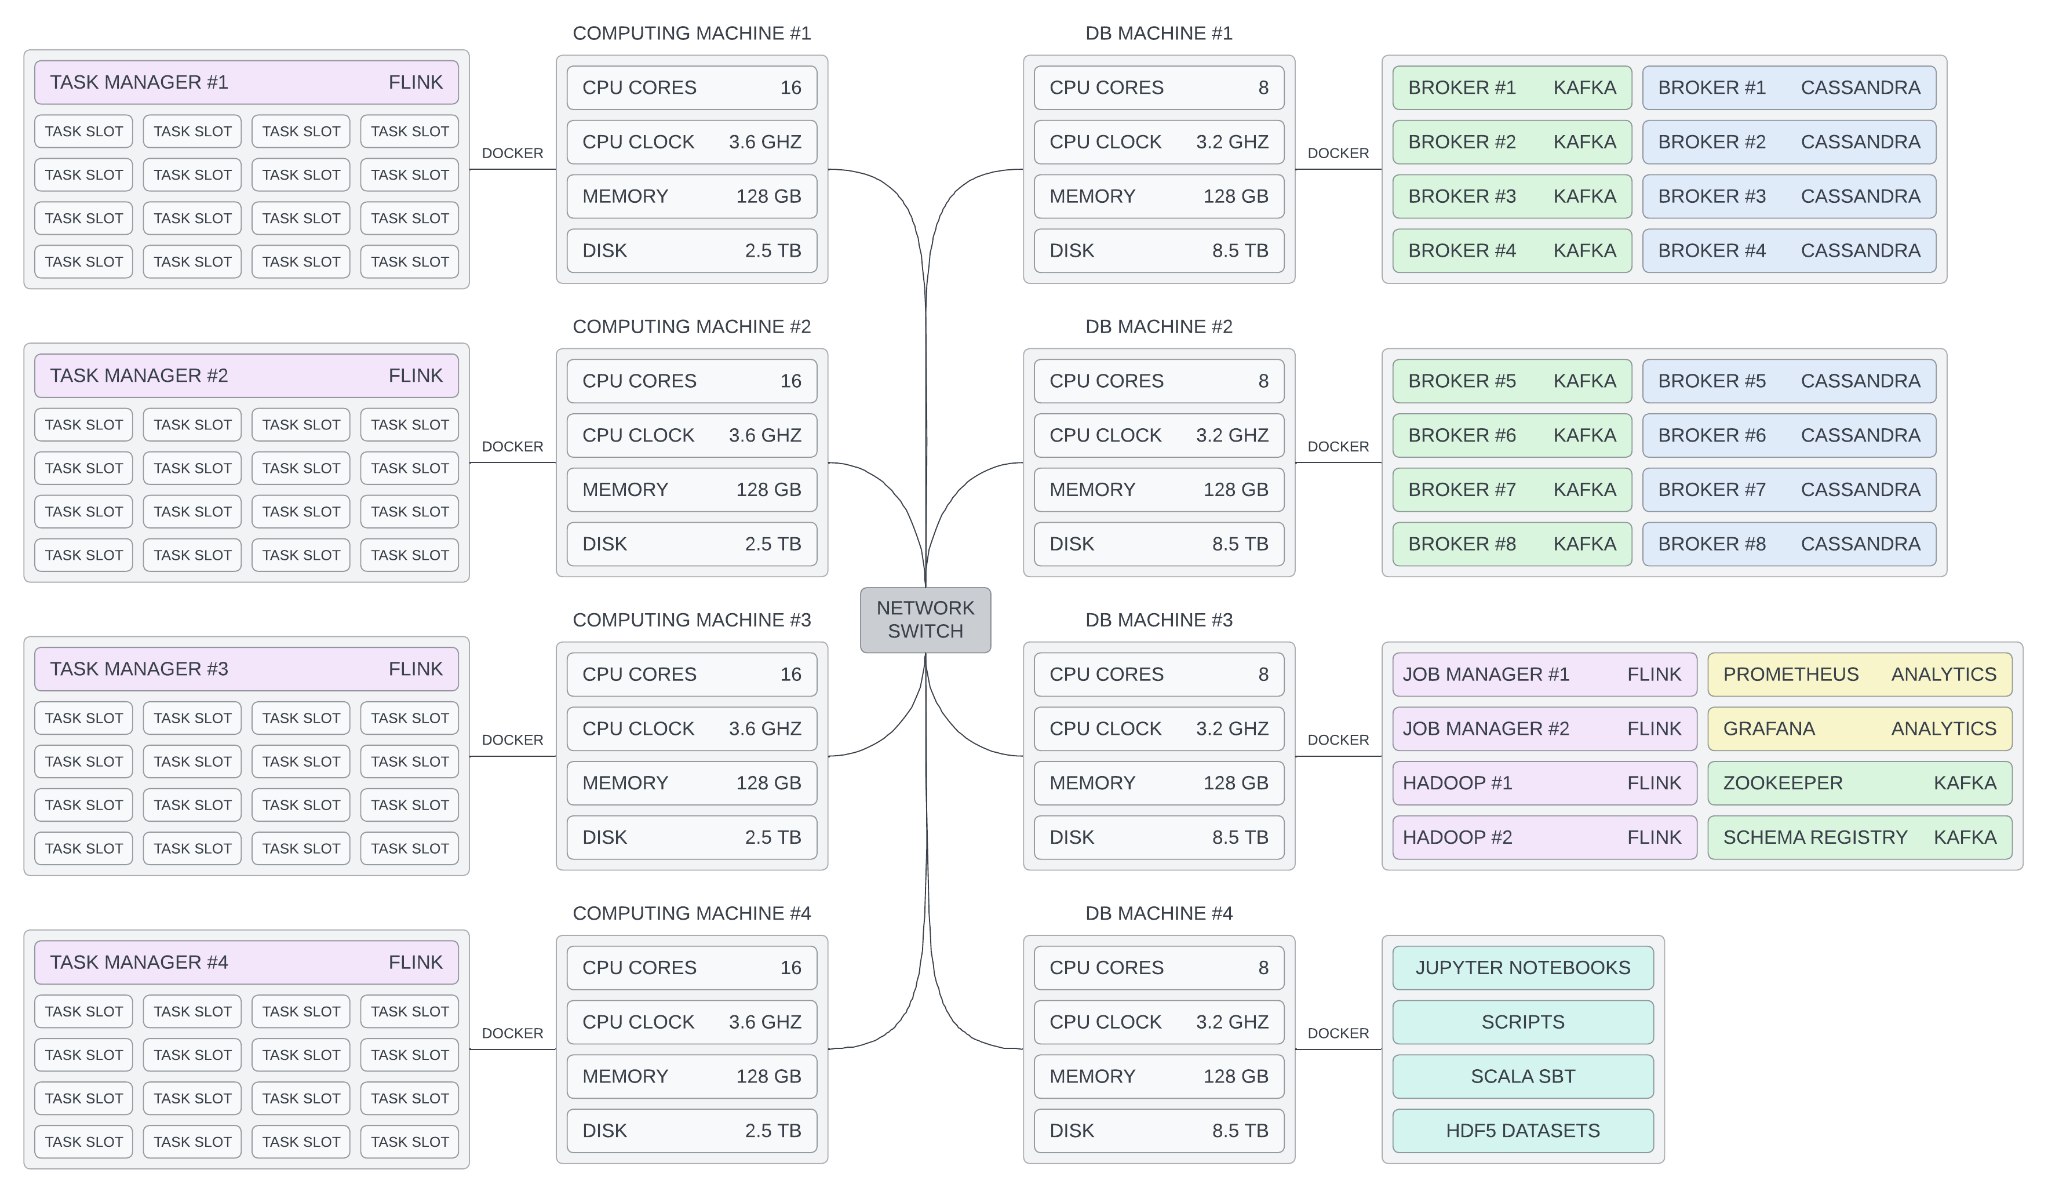 COMPUTING MACHINE #1
DB MACHINE #1
TASK MANAGER #1 FLINK
TASK SLOT TASK SLOT TASK SLOT TASK SLOT
TASK SLOT TASK SLOT TASK SLOT TASK SLOT
TASK SLOT TASK SLOT TASK SLOT TASK SLOT
TASK SLOT TASK SLOT TASK SLOT TASK SLOT
DOCKER
CPU CORES 16
CPU CLOCK 3.6 GHZ
MEMORY 128 GB
DISK 2.5 TB
CPU CORES 8
CPU CLOCK 3.2 GHZ
MEMORY 128 GB
DISK 8.5 TB
DOCKER
BROKER #1 KAFKA BROKER #1 CASSANDRA
BROKER #2 KAFKA BROKER #2 CASSANDRA
BROKER #3 KAFKA BROKER #3 CASSANDRA
BROKER #4 KAFKA BROKER #4 CASSANDRA
COMPUTING MACHINE #2
DB MACHINE #2
TASK MANAGER #2 FLINK
TASK SLOT TASK SLOT TASK SLOT TASK SLOT
TASK SLOT TASK SLOT TASK SLOT TASK SLOT
TASK SLOT TASK SLOT TASK SLOT TASK SLOT
TASK SLOT TASK SLOT TASK SLOT TASK SLOT
DOCKER
CPU CORES 16
CPU CLOCK 3.6 GHZ
MEMORY 128 GB
DISK 2.5 TB
CPU CORES 8
CPU CLOCK 3.2 GHZ
MEMORY 128 GB
DISK 8.5 TB
DOCKER
BROKER #5 KAFKA BROKER #5 CASSANDRA
BROKER #6 KAFKA BROKER #6 CASSANDRA
BROKER #7 KAFKA BROKER #7 CASSANDRA
BROKER #8 KAFKA BROKER #8 CASSANDRA
NETWORK
SWITCH
COMPUTING MACHINE #3
DB MACHINE #3
TASK MANAGER #3 FLINK
TASK SLOT TASK SLOT TASK SLOT TASK SLOT
TASK SLOT TASK SLOT TASK SLOT TASK SLOT
TASK SLOT TASK SLOT TASK SLOT TASK SLOT
TASK SLOT TASK SLOT TASK SLOT TASK SLOT
DOCKER
CPU CORES 16
CPU CLOCK 3.6 GHZ
MEMORY 128 GB
DISK 2.5 TB
CPU CORES 8
CPU CLOCK 3.2 GHZ
MEMORY 128 GB
DISK 8.5 TB
DOCKER
JOB MANAGER #1 FLINK PROMETHEUS ANALYTICS
JOB MANAGER #2 FLINK GRAFANA ANALYTICS
HADOOP #1 FLINK ZOOKEEPER KAFKA
HADOOP #2 FLINK SCHEMA REGISTRY KAFKA
COMPUTING MACHINE #4
DB MACHINE #4
TASK MANAGER #4 FLINK
TASK SLOT TASK SLOT TASK SLOT TASK SLOT
TASK SLOT TASK SLOT TASK SLOT TASK SLOT
TASK SLOT TASK SLOT TASK SLOT TASK SLOT
TASK SLOT TASK SLOT TASK SLOT TASK SLOT
DOCKER
CPU CORES 16
CPU CLOCK 3.6 GHZ
MEMORY 128 GB
DISK 2.5 TB
CPU CORES 8
CPU CLOCK 3.2 GHZ
MEMORY 128 GB
DISK 8.5 TB
DOCKER
JUPYTER NOTEBOOKS
SCRIPTS
SCALA SBT
HDF5 DATASETS